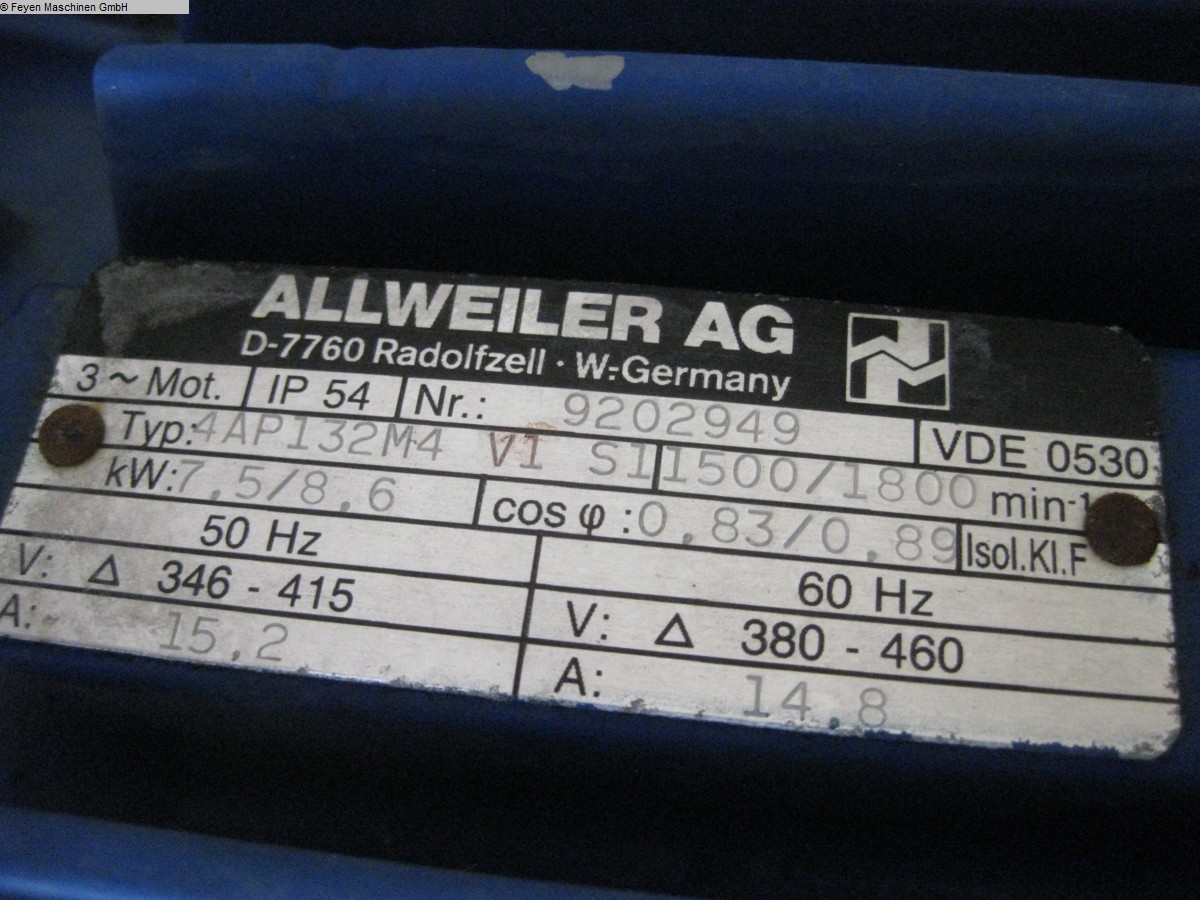 © Feyen Maschinen GmbH
ALLWEILER AG
D-7760 Radolfzell · W.-Germany
3 ~ Mot. IP 54 Nr.: 9202949 VDE 0530
Typ: 4AP132M4 V1 S1 1500/1800 min-1
kW: 7,5/8,6 cos φ : 0,83/0,89 Isol.Kl.F
50 Hz 60 Hz
V: Δ 346 - 415 V: Δ 380 - 460
A: 15,2 A: 14,8